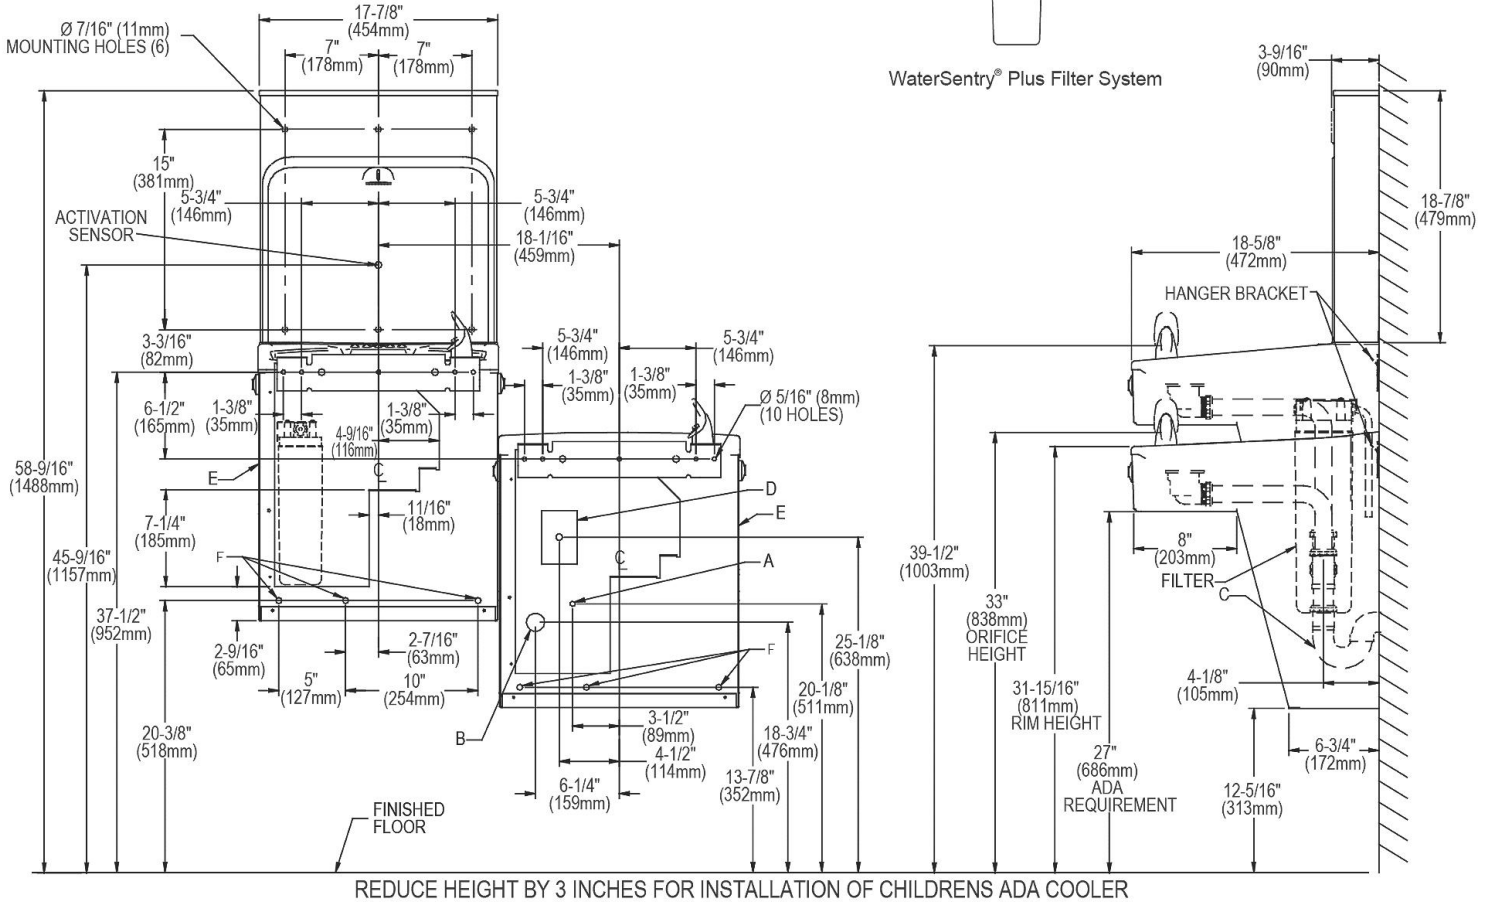 17-7/8"
(454mm)
Ø 7/16" (11mm)
MOUNTING HOLES (6)
7"
(178mm)
7"
(178mm)
WaterSentry® Plus Filter System
3-9/16"
(90mm)
15"
(381mm)
5-3/4"
(146mm)
5-3/4"
(146mm)
ACTIVATION
SENSOR
18-1/16"
(459mm)
18-7/8"
(479mm)
18-5/8"
(472mm)
HANGER BRACKET
3-3/16"
(82mm)
5-3/4"
(146mm)
5-3/4"
(146mm)
1-3/8"
(35mm)
1-3/8"
(35mm)
Ø 5/16" (8mm)
(10 HOLES)
6-1/2"
(165mm)
1-3/8"
(35mm)
1-3/8"
(35mm)
4-9/16"
(116mm)
C
L
58-9/16"
(1488mm)
E
D
E
11/16"
(18mm)
7-1/4"
(185mm)
45-9/16"
(1157mm)
F
C
L
A
39-1/2"
(1003mm)
8"
(203mm)
FILTER
C
37-1/2"
(952mm)
33"
(838mm)
ORIFICE
HEIGHT
2-9/16"
(65mm)
2-7/16"
(63mm)
25-1/8"
(638mm)
F
5"
(127mm)
10"
(254mm)
20-1/8"
(511mm)
31-15/16"
(811mm)
RIM HEIGHT
4-1/8"
(105mm)
20-3/8"
(518mm)
B
3-1/2"
(89mm)
18-3/4"
(476mm)
4-1/2"
(114mm)
27"
(686mm)
ADA
REQUIREMENT
6-3/4"
(172mm)
6-1/4"
(159mm)
13-7/8"
(352mm)
12-5/16"
(313mm)
FINISHED
FLOOR
REDUCE HEIGHT BY 3 INCHES FOR INSTALLATION OF CHILDRENS ADA COOLER